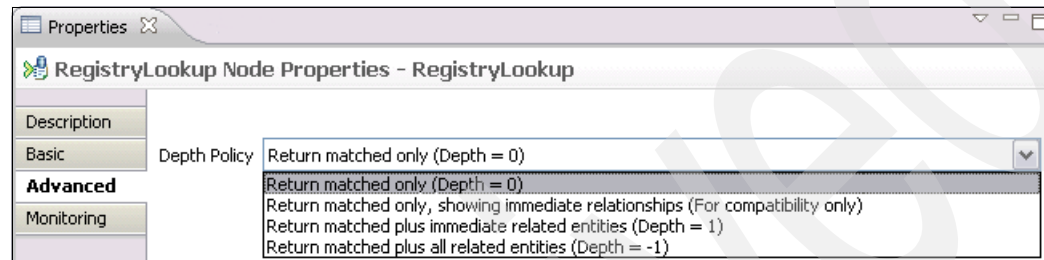 Properties
RegistryLookup Node Properties - RegistryLookup
Description
Basic
Depth Policy Return matched only (Depth = 0)
Advanced
Return matched only (Depth = 0)
Return matched only, showing immediate relationships (For compatibility only)
Monitoring
Return matched plus immediate related entities (Depth = 1)
Return matched plus all related entities (Depth = -1)